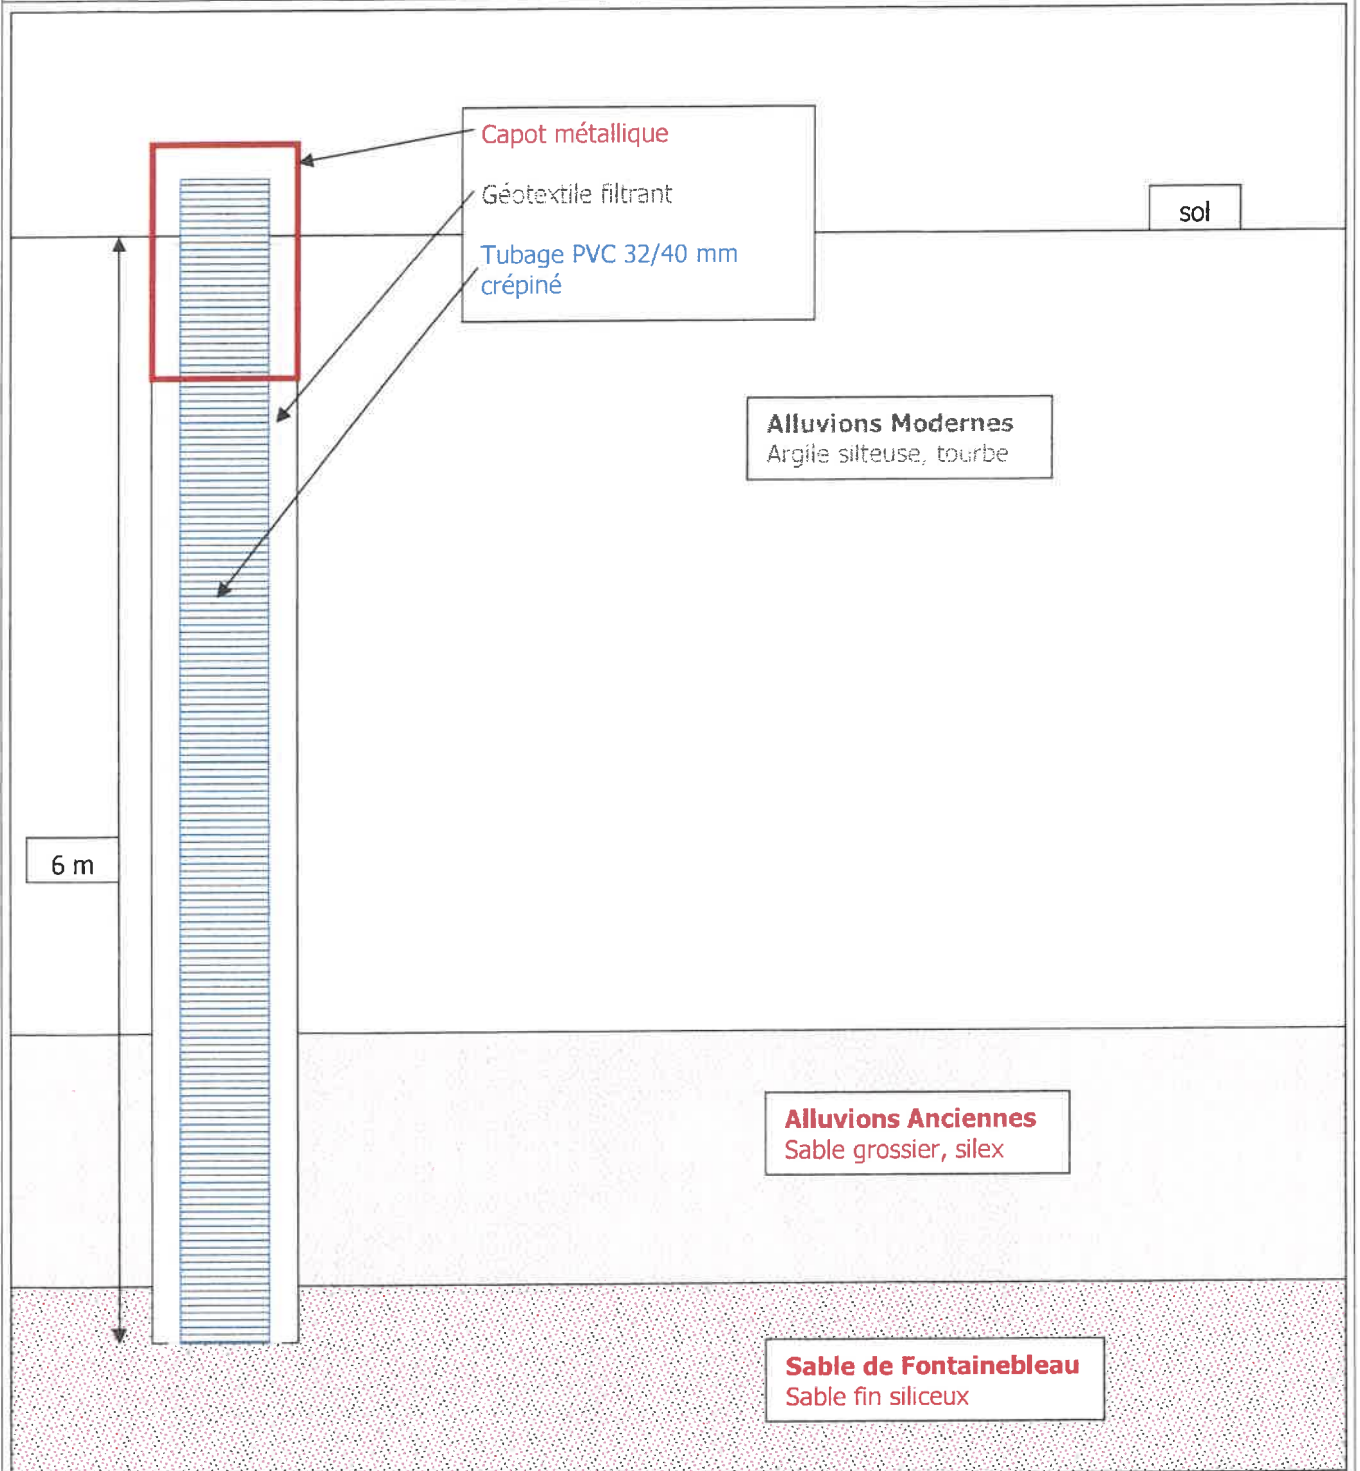 Capot métallique
Géotextile filtrant
Tubage PVC 32/40 mm
crépiné
sol
Alluvions Modernes
Argile silteuse, tourbe
6 m
Alluvions Anciennes
Sable grossier, silex
Sable de Fontainebleau
Sable fin siliceux